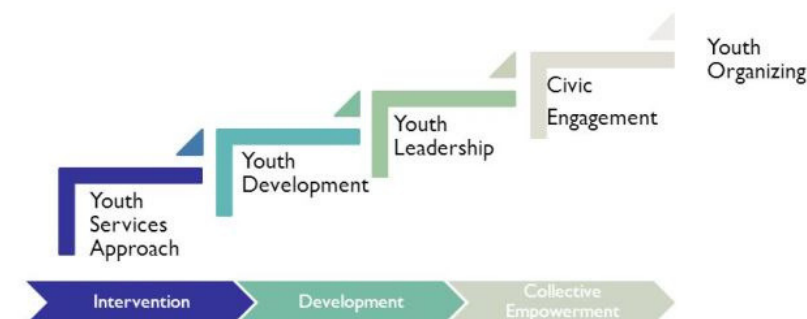 Youth
Services
Approach
Youth
Development
Youth
Leadership
Civic
Engagement
Youth
Organizing
Intervention
Development
Collective
Empowerment